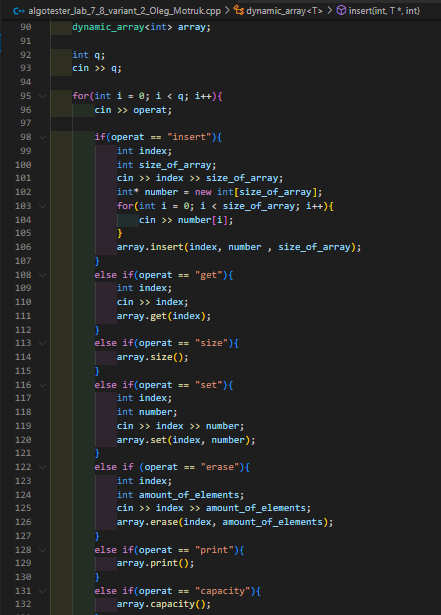 algotester_lab_7_8_variant_2_Oleg_Motruk.cpp > dynamic_array<T> > insert(int, T *, int)
90 dynamic_array<int> array;
91
92 int q;
93 cin >> q;
94
95 for(int i = 0; i < q; i++){
96 cin >> operat;
97
98 if(operat == "insert"){
99 int index;
100 int size_of_array;
101 cin >> index >> size_of_array;
102 int* number = new int[size_of_array];
103 for(int i = 0; i < size_of_array; i++){
104 cin >> number[i];
105 }
106 array.insert(index, number , size_of_array);
107 }
108 else if(operat == "get"){
109 int index;
110 cin >> index;
111 array.get(index);
112 }
113 else if(operat == "size"){
114 array.size();
115 }
116 else if(operat == "set"){
117 int index;
118 int number;
119 cin >> index >> number;
120 array.set(index, number);
121 }
122 else if (operat == "erase"){
123 int index;
124 int amount_of_elements;
125 cin >> index >> amount_of_elements;
126 array.erase(index, amount_of_elements);
127 }
128 else if(operat == "print"){
129 array.print();
130 }
131 else if(operat == "capacity"){
132 array.capacity();